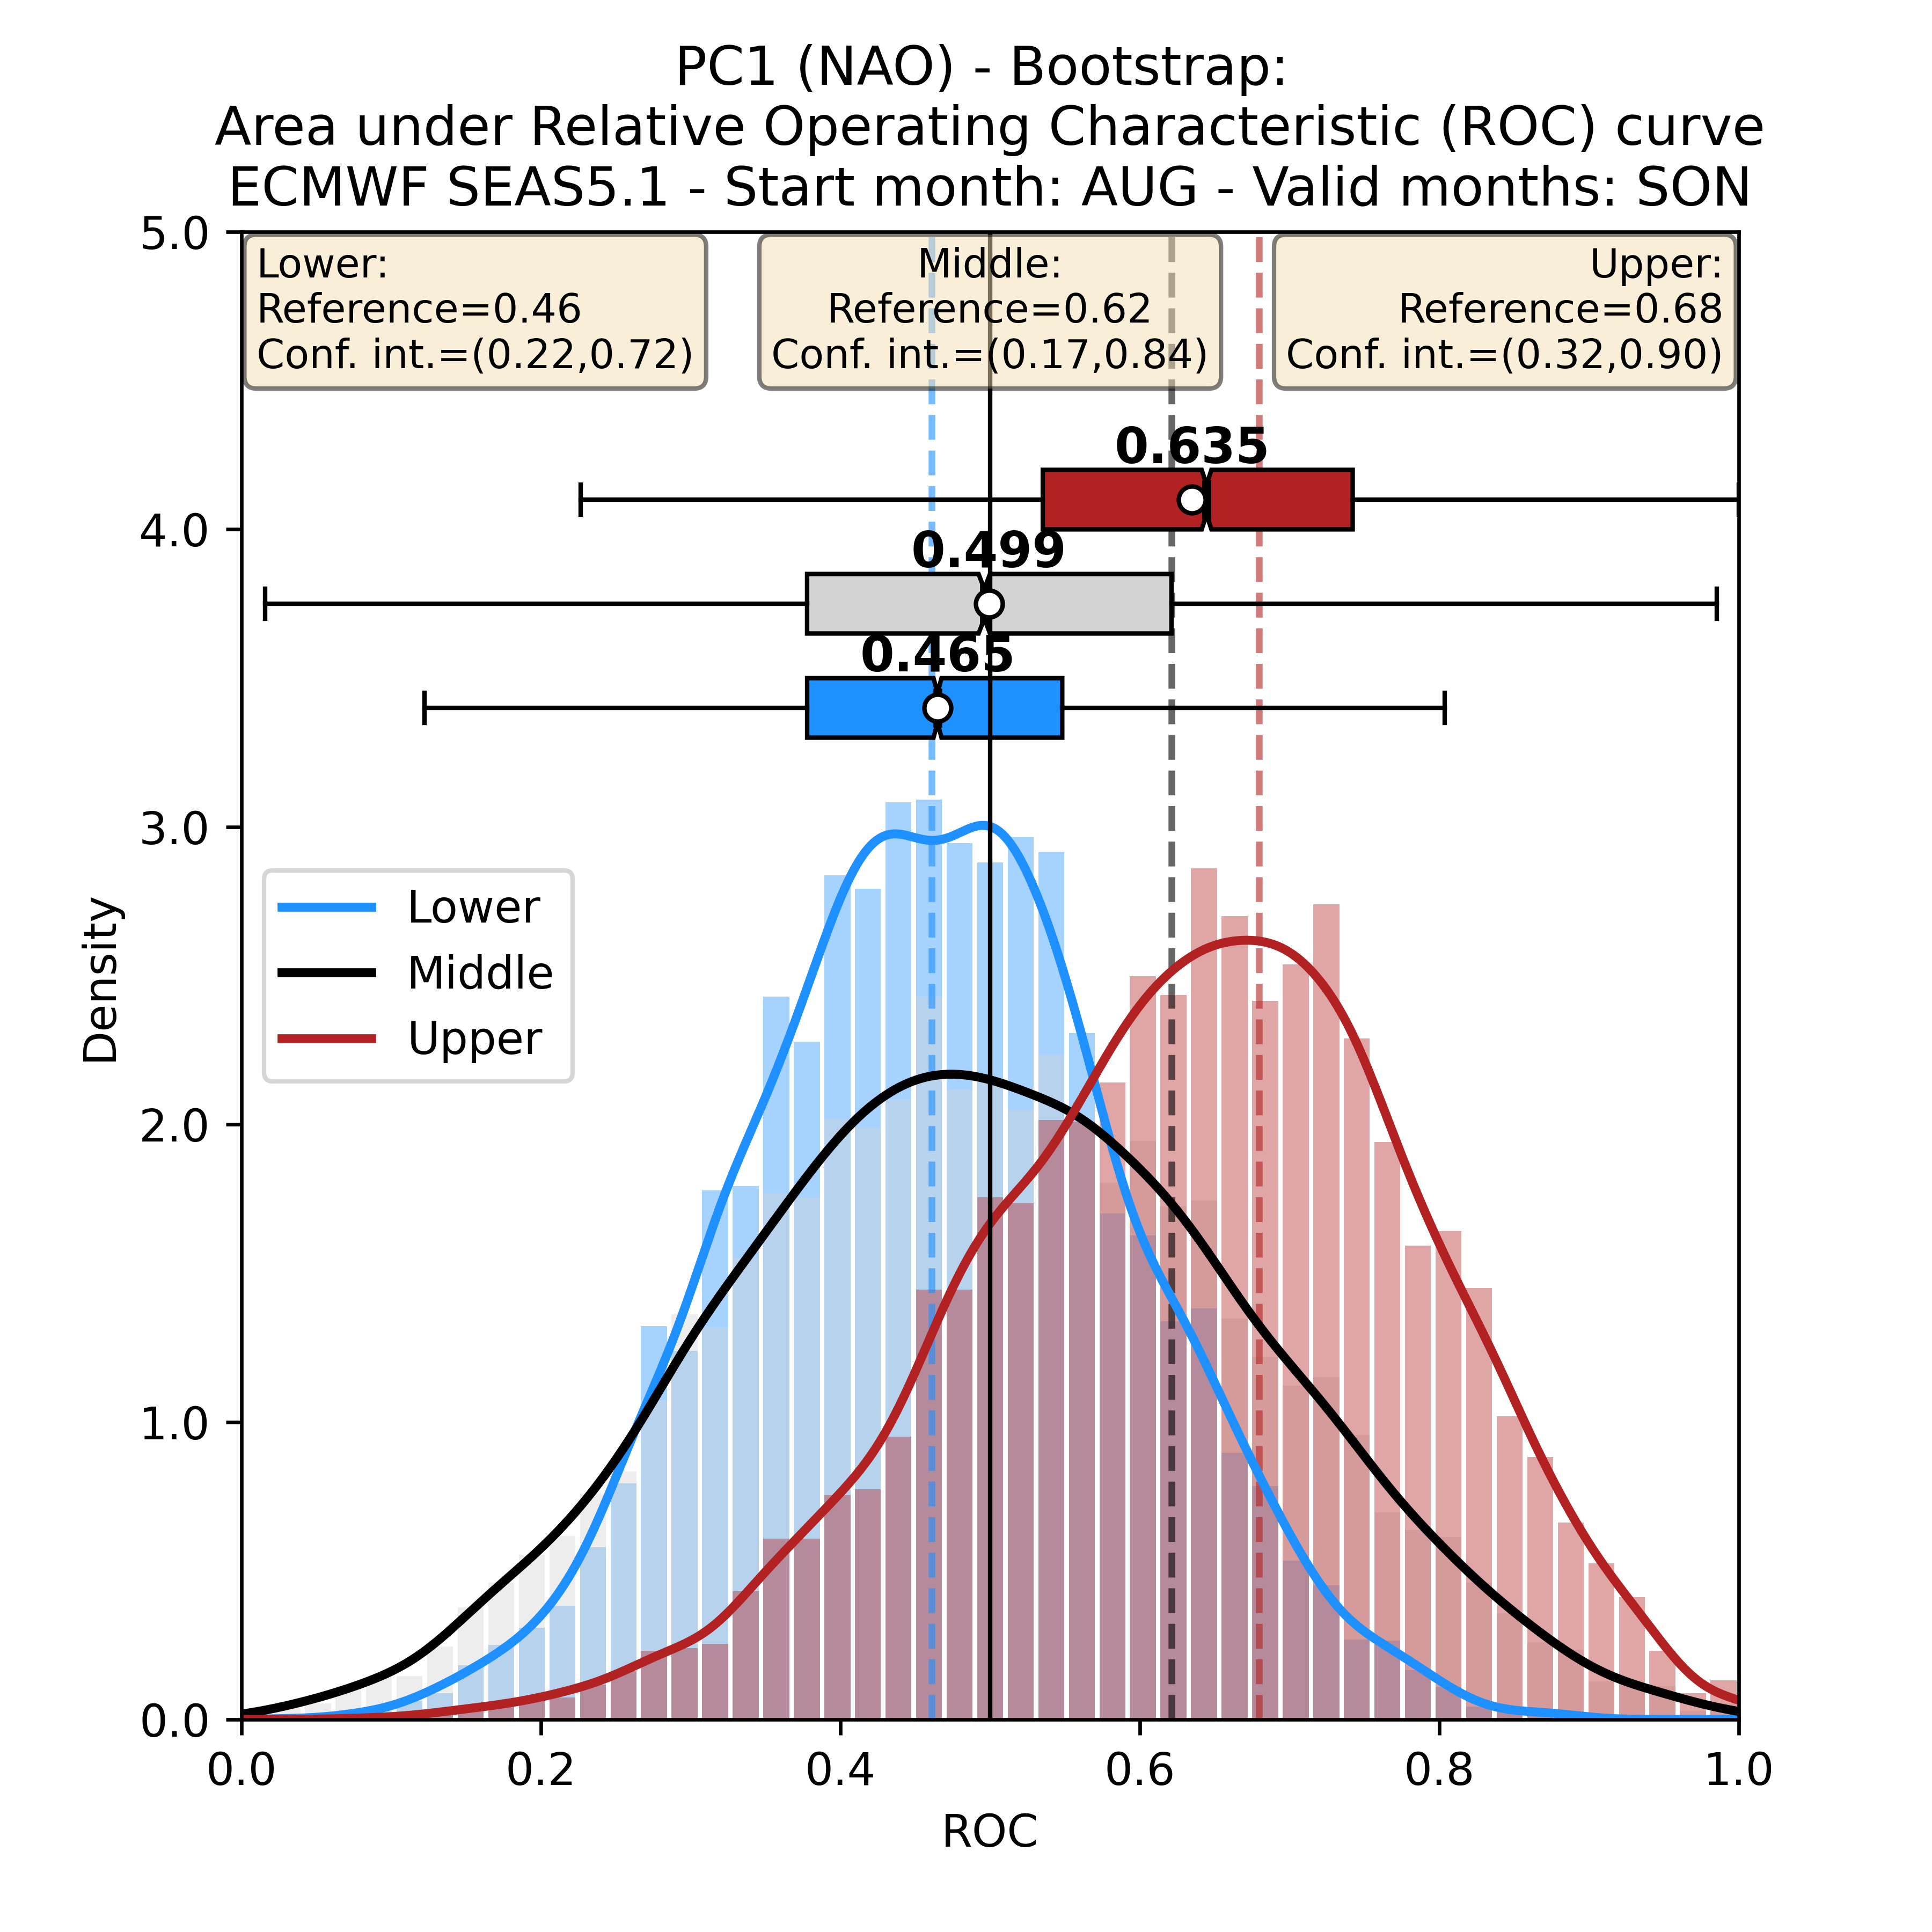 PC1 (NAO) - Bootstrap:
Area under Relative Operating Characteristic (ROC) curve
ECMWF SEAS5.1 - Start month: AUG - Valid months: SON
Lower:
Reference=0.46
Conf. int.=(0.22,0.72)
Middle:
Reference=0.62
Conf. int.=(0.17,0.84)
Upper:
Reference=0.68
Conf. int.=(0.32,0.90)
0.635
0.499
0.465
5.0
4.0
3.0
2.0
1.0
0.0
Density
Lower
Middle
Upper
0.0 0.2 0.4 0.6 0.8 1.0
ROC